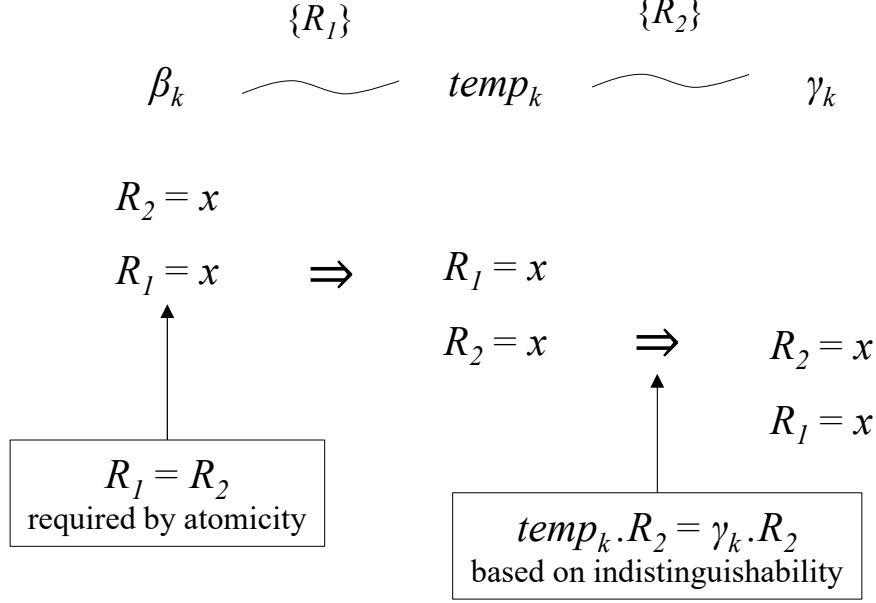 {R₁} {R₂}
βₖ tempₖ γₖ
R₂ = x
R₁ = x ⇒ R₁ = x
R₂ = x ⇒ R₂ = x
R₁ = x
R₁ = R₂
required by atomicity
tempₖ.R₂ = γₖ.R₂
based on indistinguishability